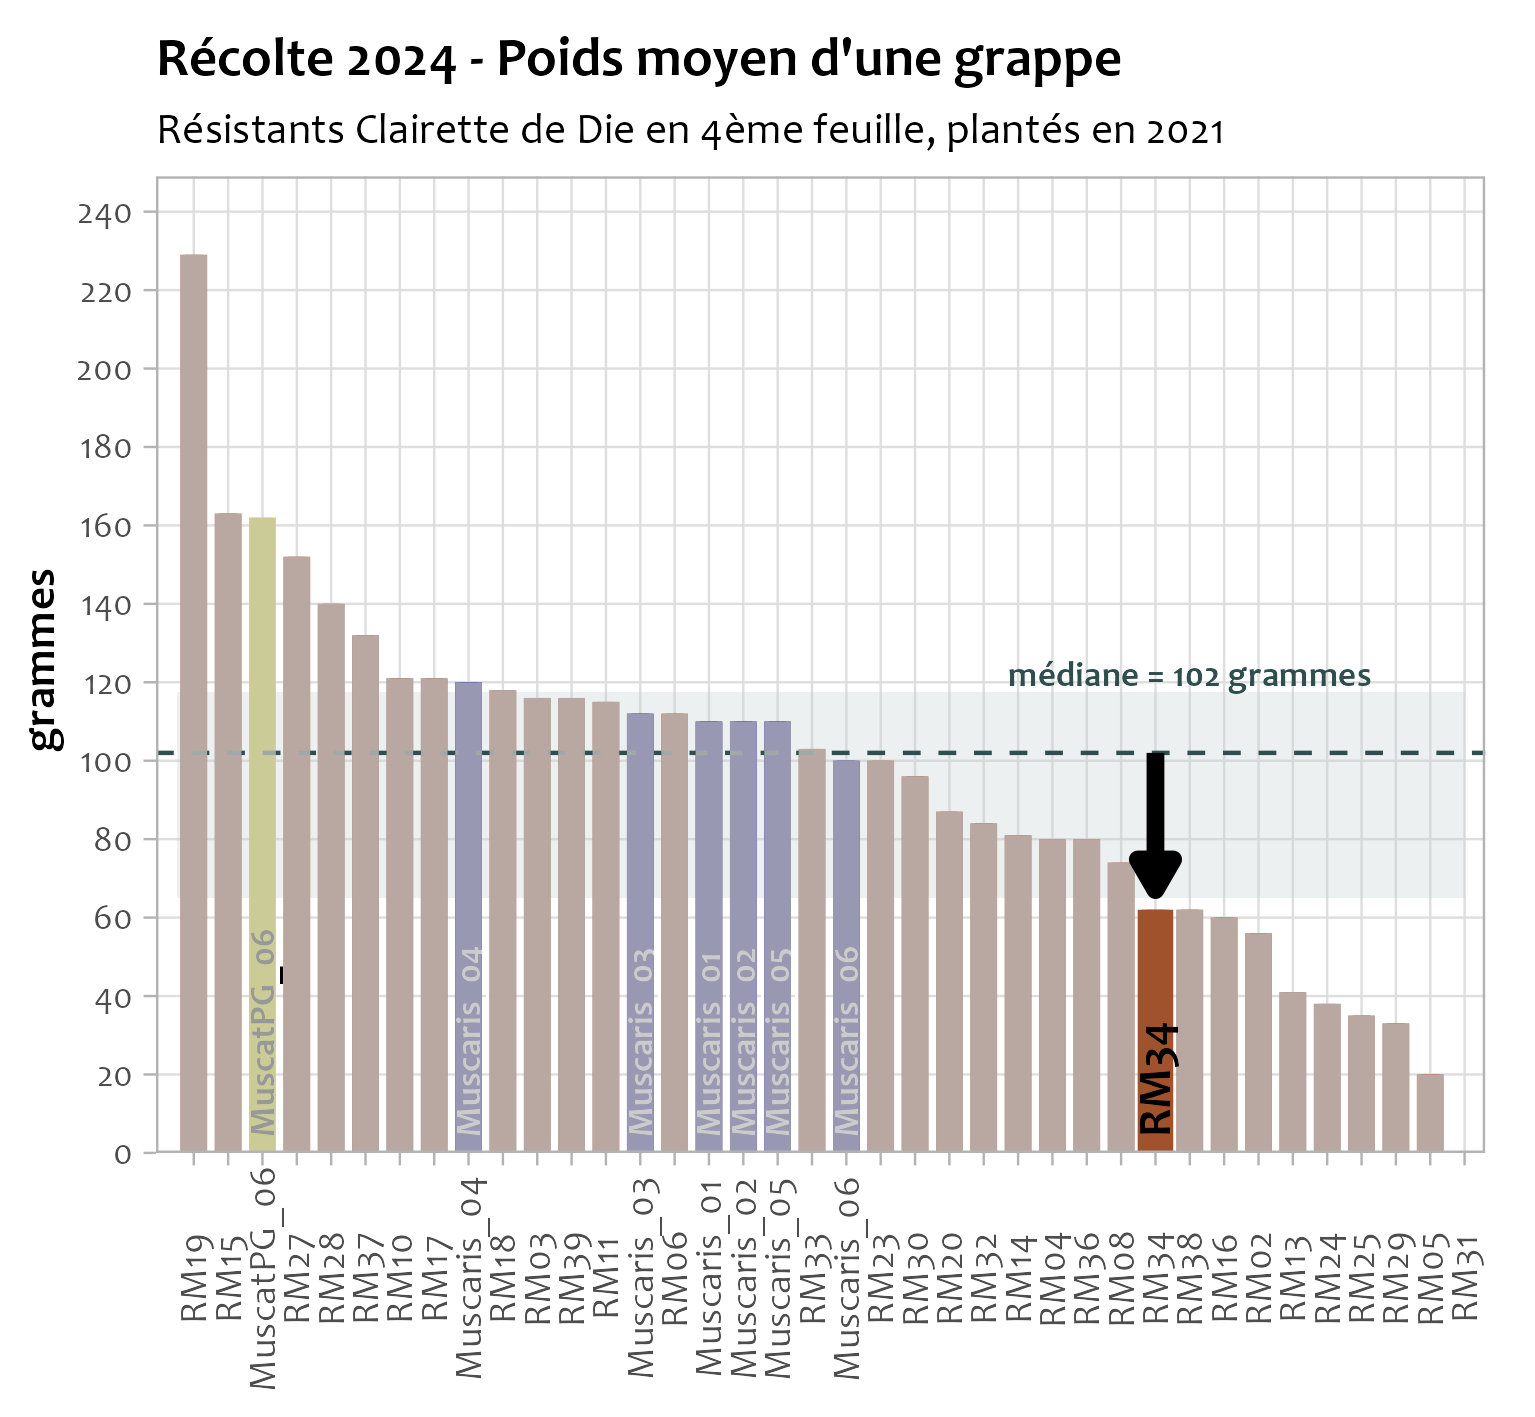 Récolte 2024 - Poids moyen d'une grappe
Résistants Clairette de Die en 4ème feuille, plantés en 2021
grammes
240
220
200
180
160
140
120
100
80
60
40
20
0
médiane = 102 grammes
MuscatPG_06
Muscaris_04
Muscaris_03
Muscaris_01
Muscaris_02
Muscaris_05
Muscaris_06
RM34
RM19
RM15
MuscatPG_06
RM27
RM28
RM37
RM10
RM17
Muscaris_04
RM18
RM03
RM39
RM11
Muscaris_03
RM06
Muscaris_01
Muscaris_02
Muscaris_05
RM33
Muscaris_06
RM23
RM30
RM20
RM32
RM14
RM04
RM36
RM08
RM34
RM38
RM16
RM02
RM13
RM24
RM25
RM29
RM05
RM31